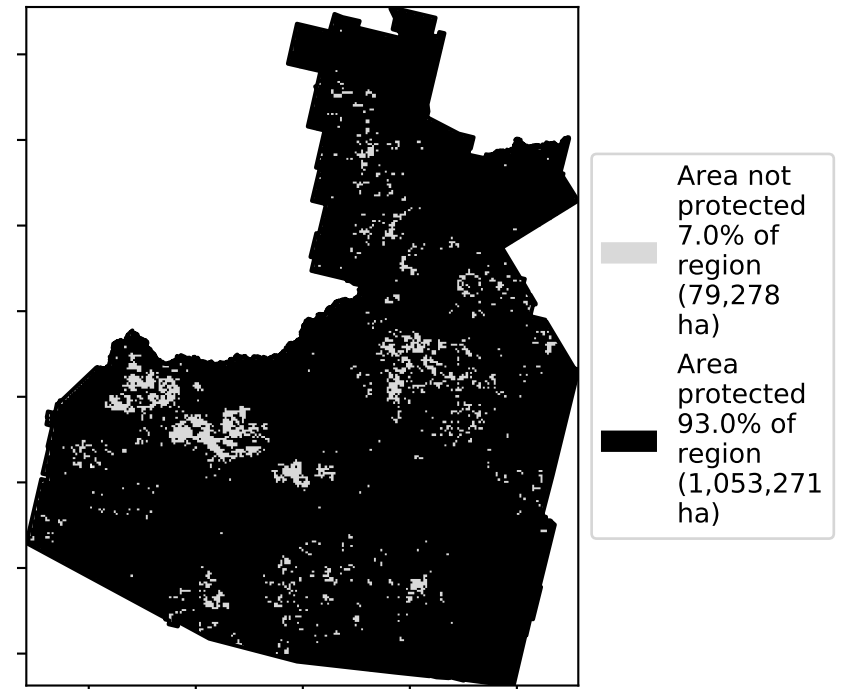 Area not
protected
7.0% of
region
(79,278
ha)
Area
protected
93.0% of
region
(1,053,271
ha)